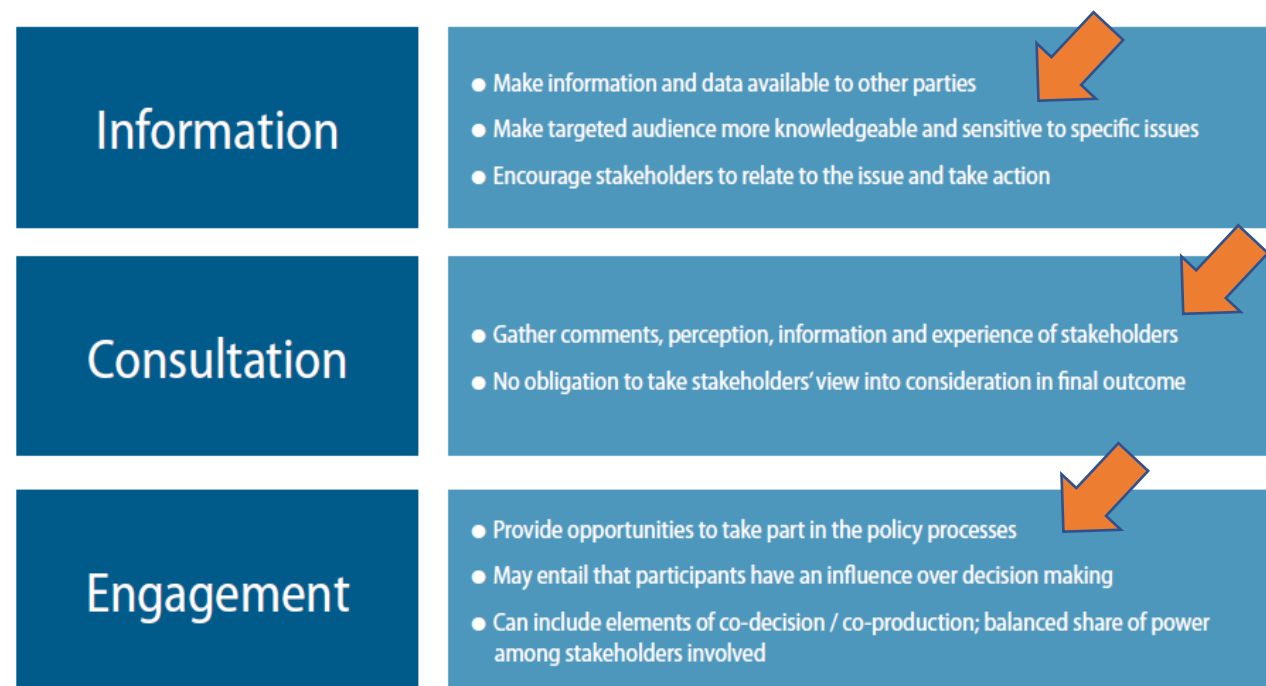 Information
● Make information and data available to other parties
● Make targeted audience more knowledgeable and sensitive to specific issues
● Encourage stakeholders to relate to the issue and take action
Consultation
● Gather comments, perception, information and experience of stakeholders
● No obligation to take stakeholders’ view into consideration in final outcome
Engagement
● Provide opportunities to take part in the policy processes
● May entail that participants have an influence over decision making
● Can include elements of co-decision / co-production; balanced share of power
among stakeholders involved